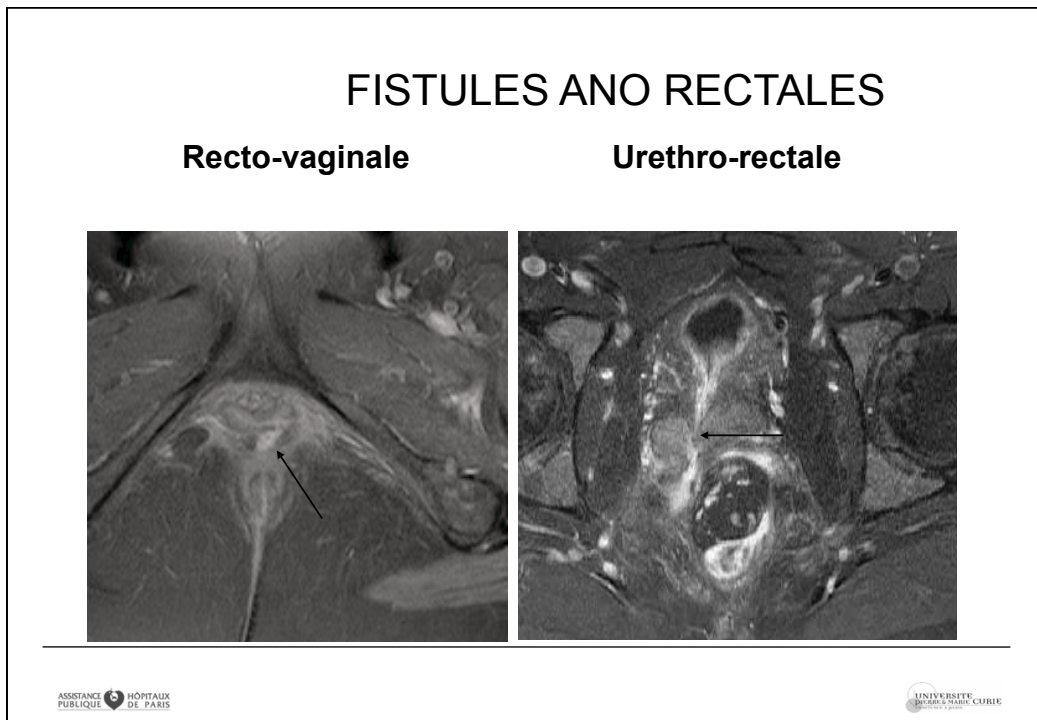 FISTULES ANO RECTALES
Recto-vaginale
Urethro-rectale
ASSISTANCE HÔPITAUX
PUBLIQUE DE PARIS
UNIVERSITE
PIERRE & MARIE CURIE